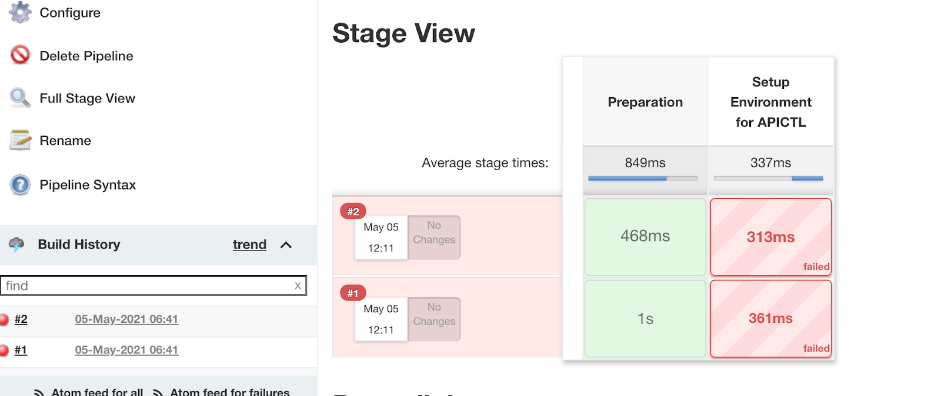 Configure
Delete Pipeline
Full Stage View
Rename
Pipeline Syntax
Build History trend
find x
#2 05-May-2021 06:41
#1 05-May-2021 06:41
Atom feed for all Atom feed for failures
Stage View
Preparation
Setup
Environment
for APICTL
Average stage times: 849ms 337ms
#2
May 05
12:11
No
Changes
468ms
313ms
failed
#1
May 05
12:11
No
Changes
1s
361ms
failed